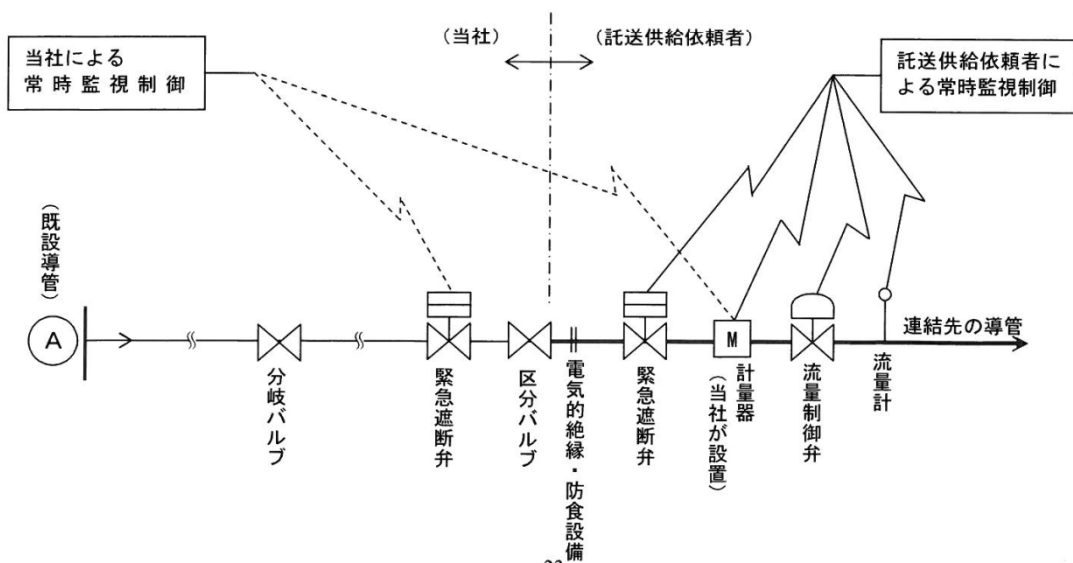 (当社)
(託送供給依頼者)
当社による
常時監視制御
託送供給依頼者に
よる常時監視制御
(既設導管)
A
分岐バルブ
緊急遮断弁
区分バルブ
電気的絶縁・防食設備
緊急遮断弁
M
計量器
(当社が設置)
流量制御弁
流量計
連結先の導管